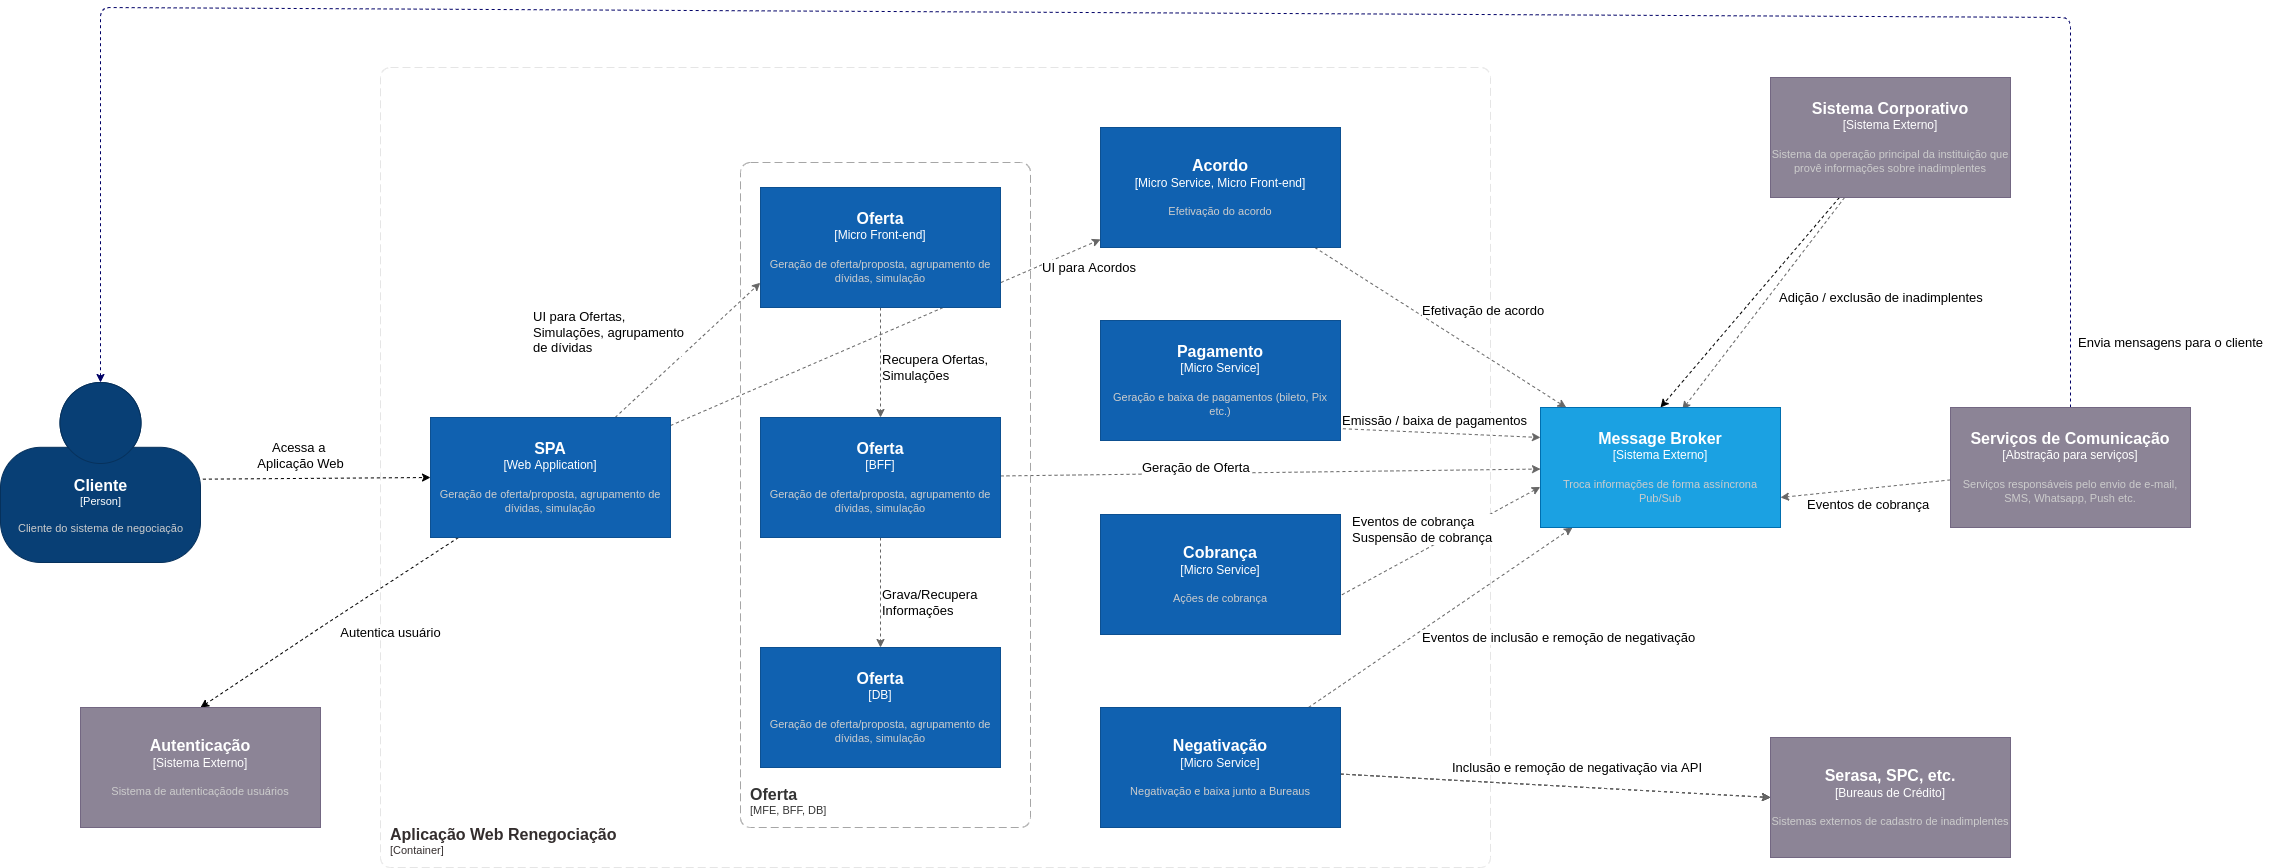 Cliente
[Person]
Cliente do sistema de negociação
Acessa a
Aplicação Web
SPA
[Web Application]
Geração de oferta/proposta, agrupamento de
dívidas, simulação
Autentica usuário
Autenticação
[Sistema Externo]
Sistema de autenticaçãode usuários
UI para Ofertas,
Simulações, agrupamento
de dívidas
Oferta
[Micro Front-end]
Geração de oferta/proposta, agrupamento de
dívidas, simulação
Recupera Ofertas,
Simulações
Oferta
[BFF]
Geração de oferta/proposta, agrupamento de
dívidas, simulação
Grava/Recupera
Informações
Oferta
[DB]
Geração de oferta/proposta, agrupamento de
dívidas, simulação
Oferta
[MFE, BFF, DB]
Aplicação Web Renegociação
[Container]
UI para Acordos
Acordo
[Micro Service, Micro Front-end]
Efetivação do acordo
Efetivação de acordo
Pagamento
[Micro Service]
Geração e baixa de pagamentos (bileto, Pix
etc.)
Emissão / baixa de pagamentos
Geração de Oferta
Cobrança
[Micro Service]
Ações de cobrança
Eventos de cobrança
Suspensão de cobrança
Negativação
[Micro Service]
Negativação e baixa junto a Bureaus
Eventos de inclusão e remoção de negativação
Inclusão e remoção de negativação via API
Message Broker
[Sistema Externo]
Troca informações de forma assíncrona
Pub/Sub
Sistema Corporativo
[Sistema Externo]
Sistema da operação principal da instituição que
provê informações sobre inadimplentes
Adição / exclusão de inadimplentes
Envia mensagens para o cliente
Serviços de Comunicação
[Abstração para serviços]
Serviços responsáveis pelo envio de e-mail,
SMS, Whatsapp, Push etc.
Eventos de cobrança
Serasa, SPC, etc.
[Bureaus de Crédito]
Sistemas externos de cadastro de inadimplentes